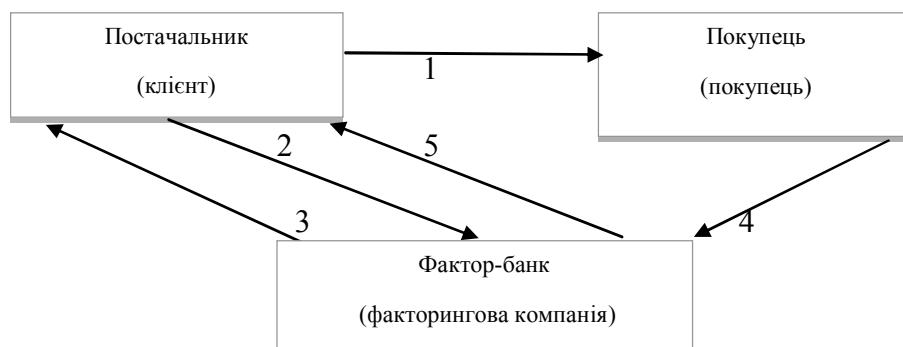 Постачальник
(клієнт)
Покупець
(покупець)
1
2
5
3
4
Фактор-банк
(факторингова компанія)